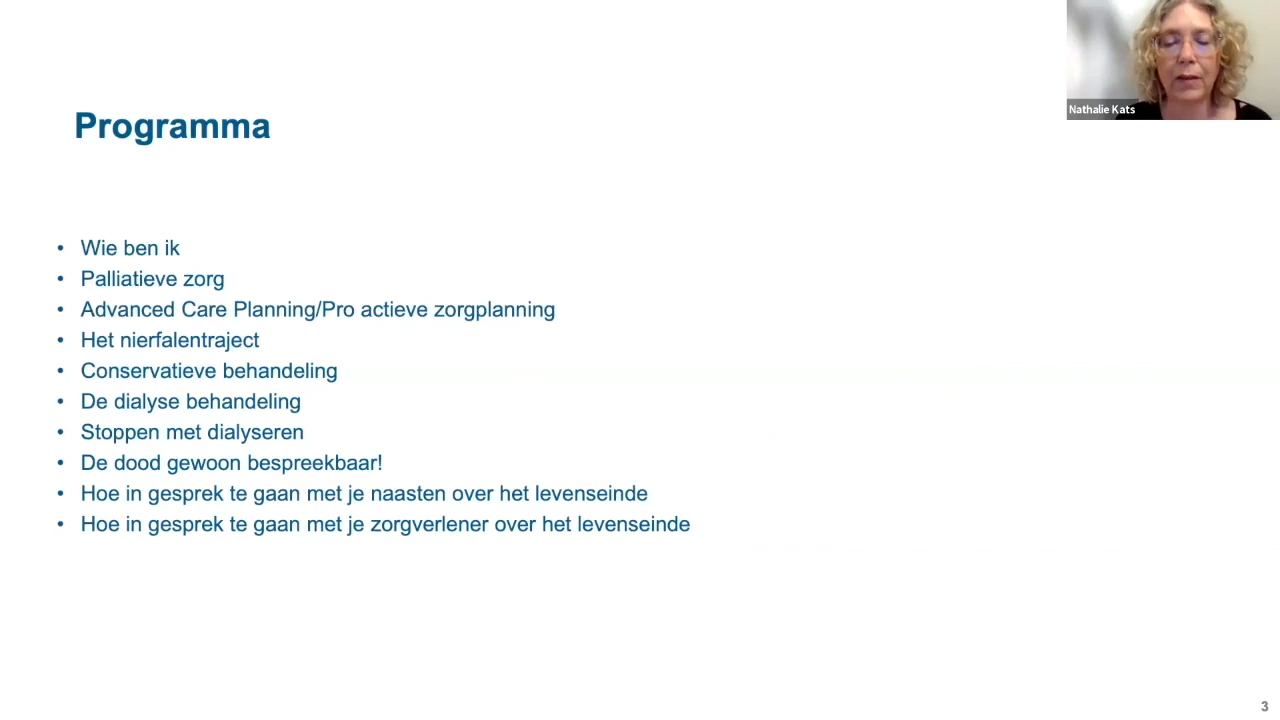 Nathalie Kats
Programma
• Wie ben ik
• Palliatieve zorg
• Advanced Care Planning/Pro actieve zorgplanning
• Het nierfalentraject
• Conservatieve behandeling
• De dialyse behandeling
• Stoppen met dialyseren
• De dood gewoon bespreekbaar!
• Hoe in gesprek te gaan met je naasten over het levenseinde
• Hoe in gesprek te gaan met je zorgverlener over het levenseinde
3